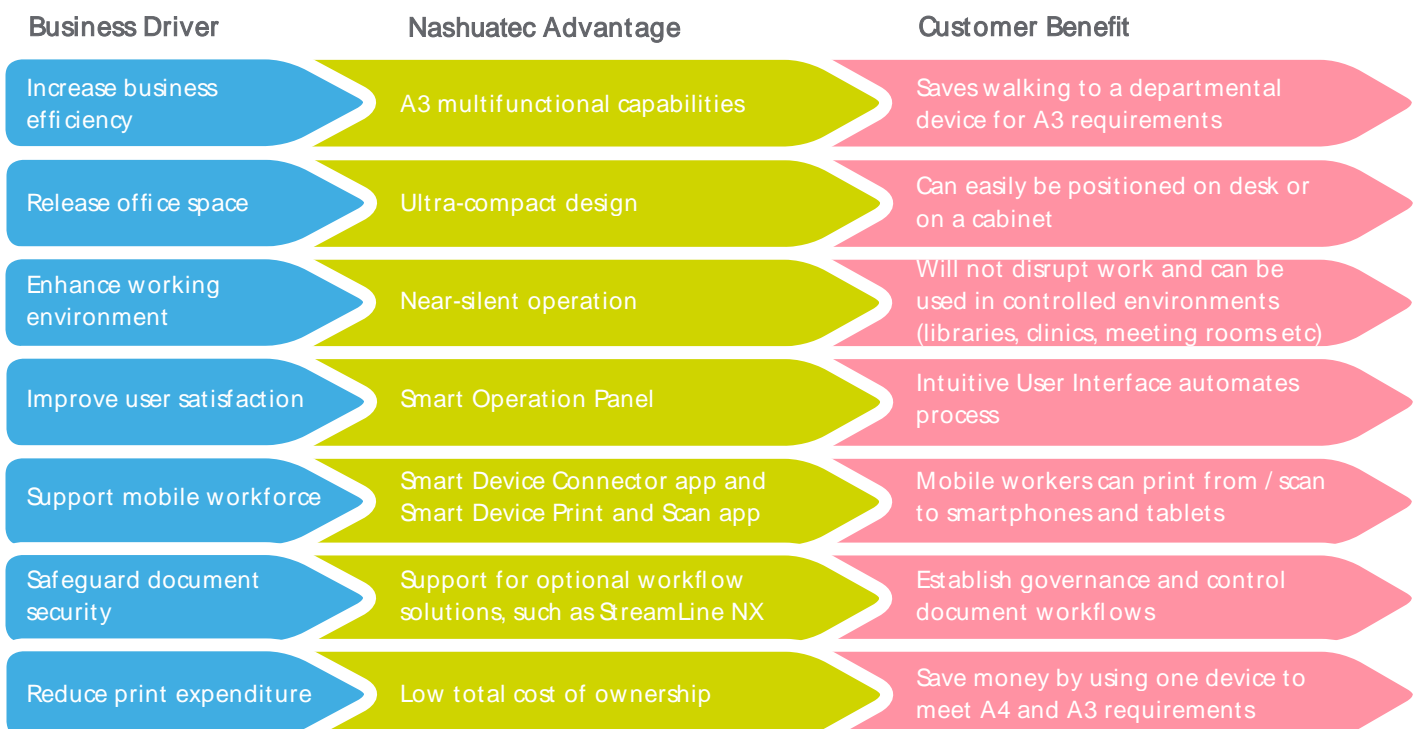 Business Driver
Nashuatec Advantage
Customer Benefit
Increase business
efficiency
A3 multifunctional capabilities
Saves walking to a departmental
device for A3 requirements
Release office space
Ultra-compact design
Can easily be positioned on desk or
on a cabinet
Enhance working
environment
Near-silent operation
Will not disrupt work and can be
used in controlled environments
(libraries, clinics, meeting rooms etc)
Improve user satisfaction
Smart Operation Panel
Intuitive User Interface automates
process
Support mobile workforce
Smart Device Connector app and
Smart Device Print and Scan app
Mobile workers can print from / scan
to smartphones and tablets
Safeguard document
security
Support for optional workflow
solutions, such as StreamLine NX
Establish governance and control
document workflows
Reduce print expenditure
Low total cost of ownership
Save money by using one device to
meet A4 and A3 requirements